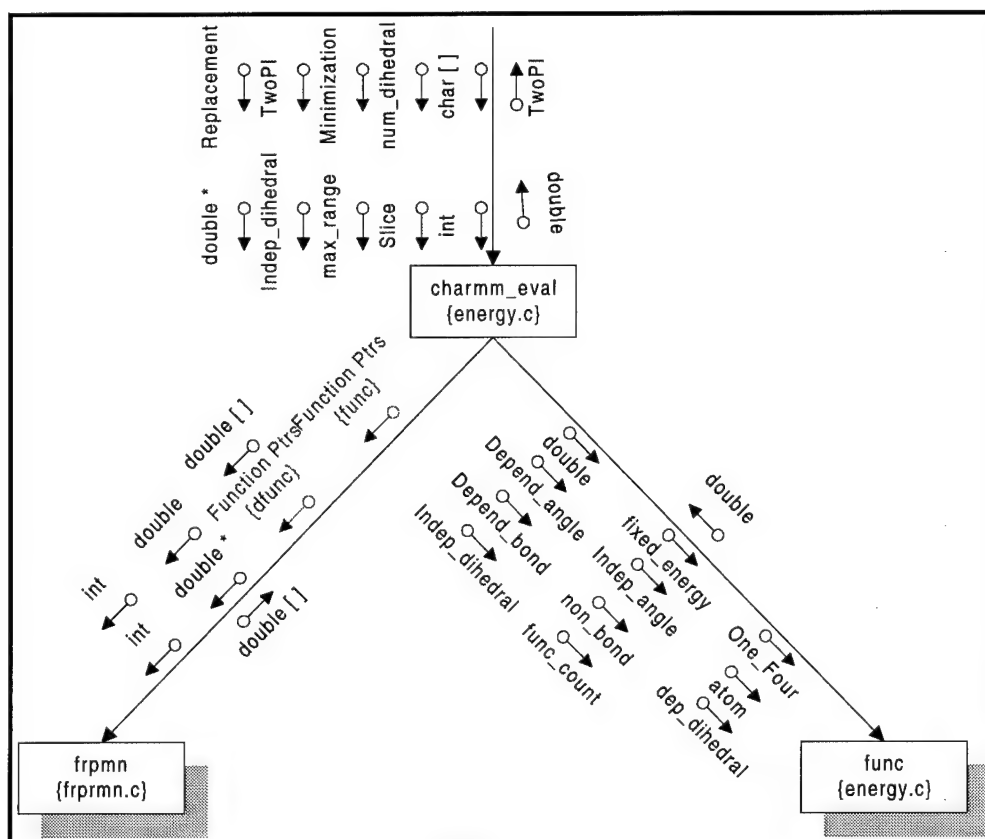 Replacement
TwoPI
Minimization
num_dihedral
char [ ]
TwoPI
double *
Indep_dihedral
max_range
Slice
int
double
charmm_eval
{energy.c}
Function Ptrs
{func}
double [ ]
Function Ptrs
{dfunc}
double
double *
int
int
double [ ]
double
Depend_angle
Depend_bond
Indep_dihedral
double
fixed_energy
Indep_angle
non_bond
func_count
One_Four
atom
dep_dihedral
frpmn
{frprmn.c}
func
{energy.c}